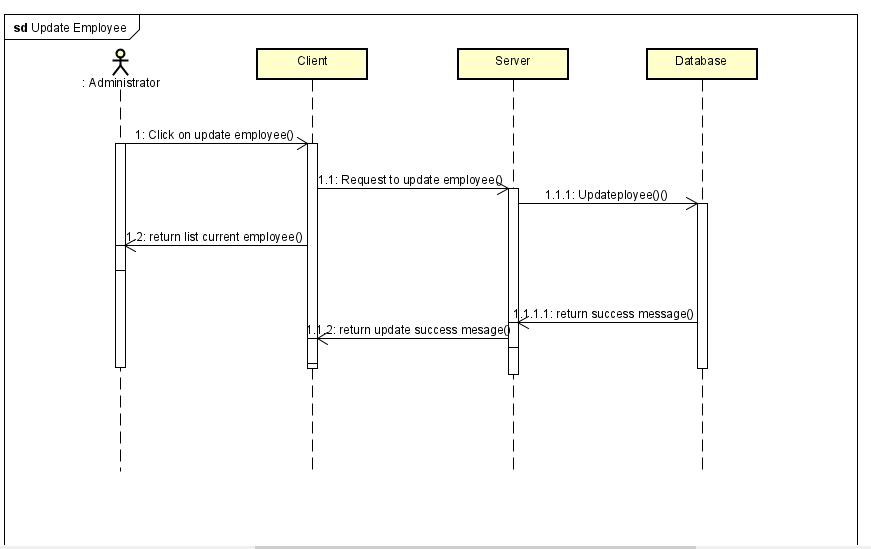 sd Update Employee
: Administrator
Client
Server
Database
1: Click on update employee()
1.1: Request to update employee()
1.1.1: Updateployee()()
1.2: return list current employee()
1.1.1.1: return success message()
1.1.2: return update success mesage()